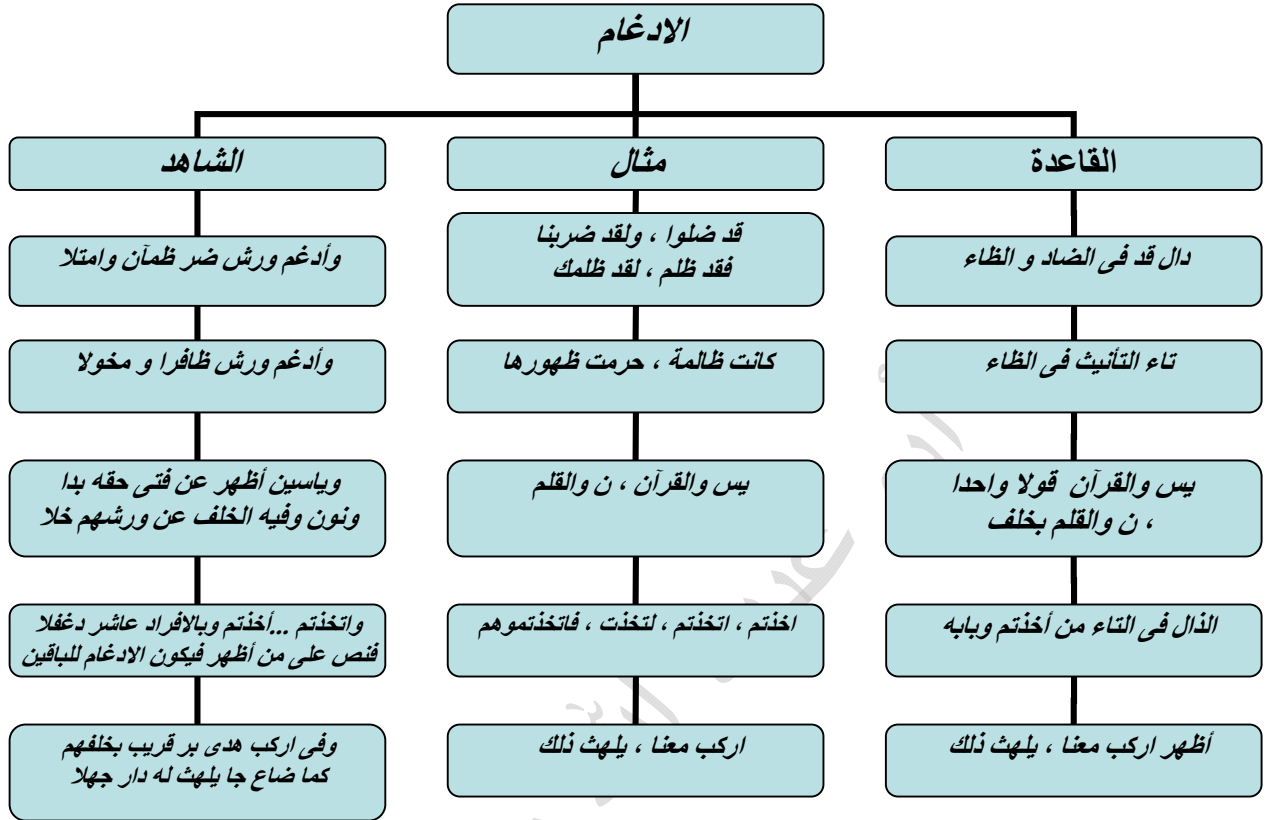 الادغام
القاعدة
مثال
الشاهد
دال قد فى الضاد و الظاء
قد ضلوا ، ولقد ضربنا
فقد ظلم ، لقد ظلمك
وأدغم ورش ضر ظمآن وامتلا
تاء التأنيث فى الظاء
كانت ظالمة ، حرمت ظهورها
وأدغم ورش ظافرا و مخولا
يس والقرآن قولا واحدا
، ن والقلم بخلف
يس والقرآن ، ن والقلم
وياسين أظهر عن فتى حقه بدا
ونون وفيه الخلف عن ورشهم خلا
الذال فى التاء من أخذتم وبابه
اخذتم ، اتخذتم ، لتخذت ، فاتخذتموهم
واتخذتم ...أخذتم وبالافراد عاشر دغفلا
فنص على من أظهر فيكون الادغام للباقين
أظهر اركب معنا ، يلهث ذلك
اركب معنا ، يلهث ذلك
وفى اركب هدى بر قريب بخلفهم
كما ضاع جا يلهث له دار جهلا